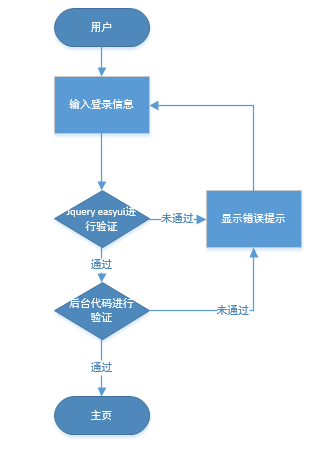 用户
输入登录信息
Jquery easyui进
行验证
未通过
显示错误提示
通过
后台代码进行
验证
未通过
通过
主页